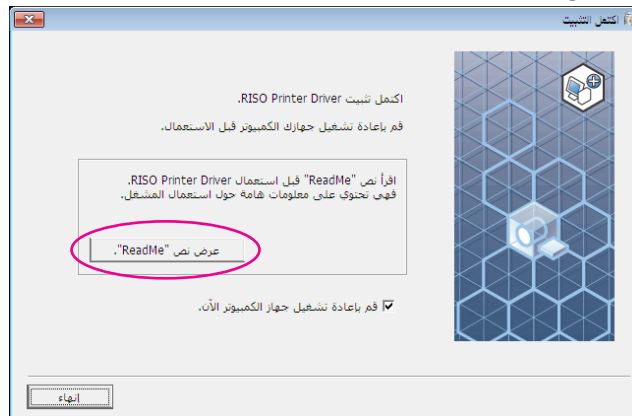 اكتمل التثبيت
اكتمل تثبيت RISO Printer Driver.
قم بإعادة تشغيل جهازك الكمبيوتر قبل الاستعمال.
اقرأ نص "ReadMe" قبل استعمال RISO Printer Driver.
فهي تحتوي على معلومات هامة حول استعمال المشغل.
عرض نص "ReadMe".
قم بإعادة تشغيل جهاز الكمبيوتر الآن.
انهاء